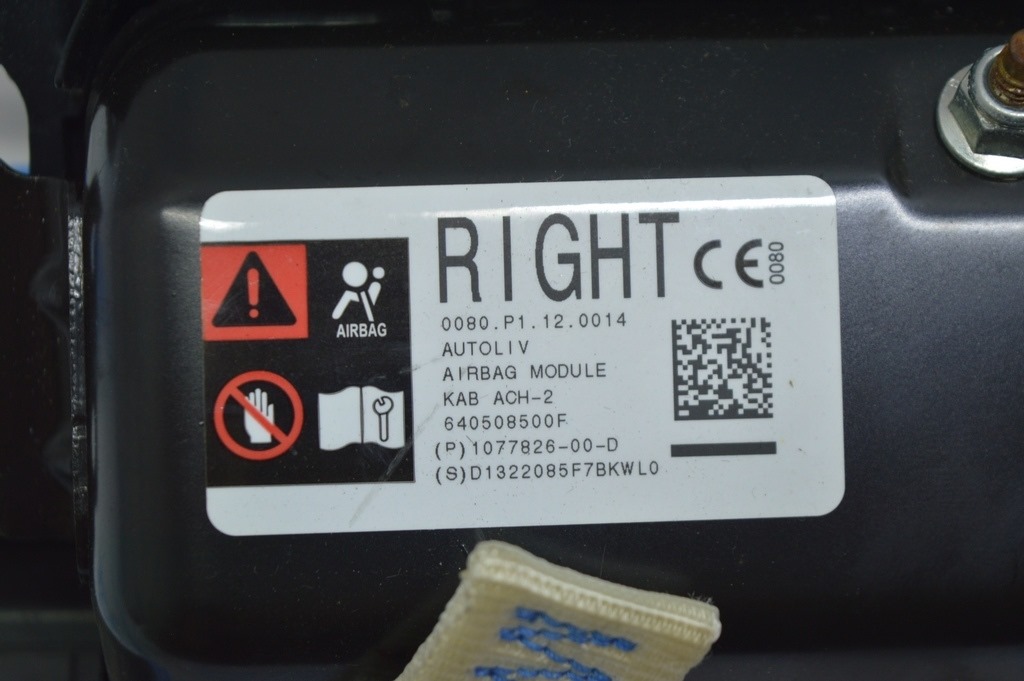 RIGHT CE 0080
0080.P1.12.0014
AUTOLIV
AIRBAG MODULE
KAB ACH-2
640508500F
(P)1077826-00-D
(S)D1322085F7BKWL0
AIRBAG